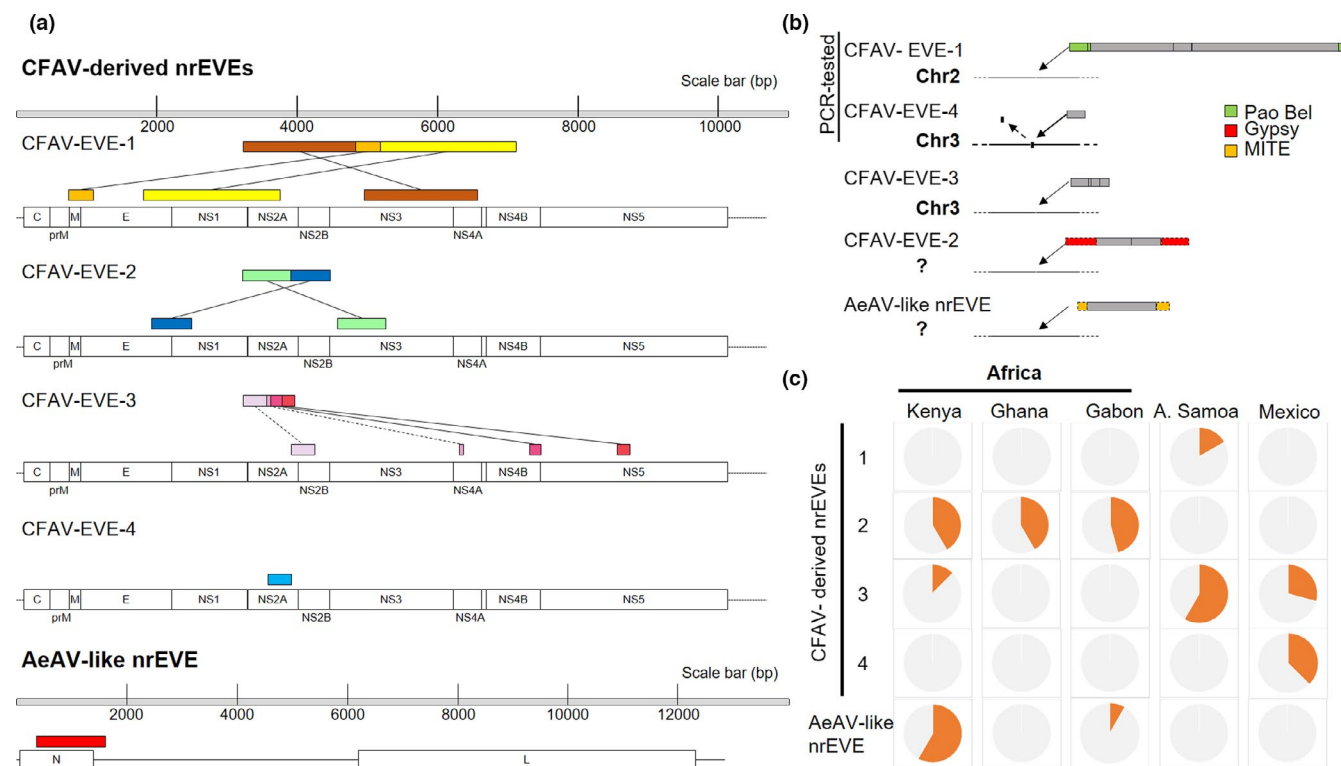 (a)
CFAV-derived nrEVEs
Scale bar (bp)
2000 4000 6000 8000 10000
CFAV-EVE-1
C M E NS1 NS2A NS3 NS4B NS5
prM NS2B NS4A
CFAV-EVE-2
C M E NS1 NS2A NS3 NS4B NS5
prM NS2B NS4A
CFAV-EVE-3
C M E NS1 NS2A NS3 NS4B NS5
prM NS2B NS4A
CFAV-EVE-4
C M E NS1 NS2A NS3 NS4B NS5
prM NS2B NS4A
AeAV-like nrEVE
Scale bar (bp)
2000 4000 6000 8000 10000 12000
N L
(b)
PCR-tested
CFAV- EVE-1
Chr2
CFAV-EVE-4
Chr3
CFAV-EVE-3
Chr3
CFAV-EVE-2
?
AeAV-like nrEVE
?
Pao Bel
Gypsy
MITE
(c)
Africa
Kenya Ghana Gabon A. Samoa Mexico
CFAV- derived nrEVEs
1
2
3
4
AeAV-like
nrEVE